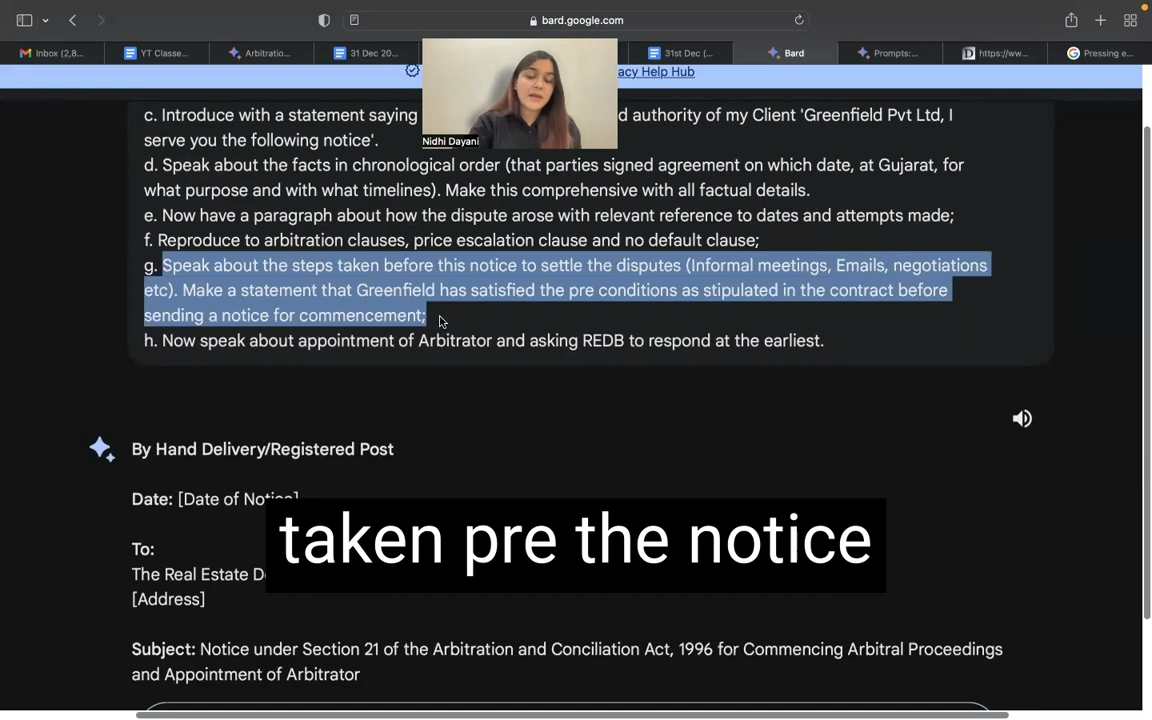 bard.google.com
Inbox (2,8...
YT Classe...
Arbitratio...
31 Dec 20...
31st Dec (...
Bard
Prompts:...
https://ww...
Pressing e...
acy Help Hub
c. Introduce with a statement saying
d authority of my Client 'Greenfield Pvt Ltd, I
serve you the following notice'.
Nidhi Dayani
d. Speak about the facts in chronological order (that parties signed agreement on which date, at Gujarat, for
what purpose and with what timelines). Make this comprehensive with all factual details.
e. Now have a paragraph about how the dispute arose with relevant reference to dates and attempts made;
f. Reproduce to arbitration clauses, price escalation clause and no default clause;
g. Speak about the steps taken before this notice to settle the disputes (Informal meetings, Emails, negotiations
etc). Make a statement that Greenfield has satisfied the pre conditions as stipulated in the contract before
sending a notice for commencement;
h. Now speak about appointment of Arbitrator and asking REDB to respond at the earliest.
By Hand Delivery/Registered Post
Date: [Date of Notice]
taken pre the notice
To:
The Real Estate D
[Address]
Subject: Notice under Section 21 of the Arbitration and Conciliation Act, 1996 for Commencing Arbitral Proceedings
and Appointment of Arbitrator